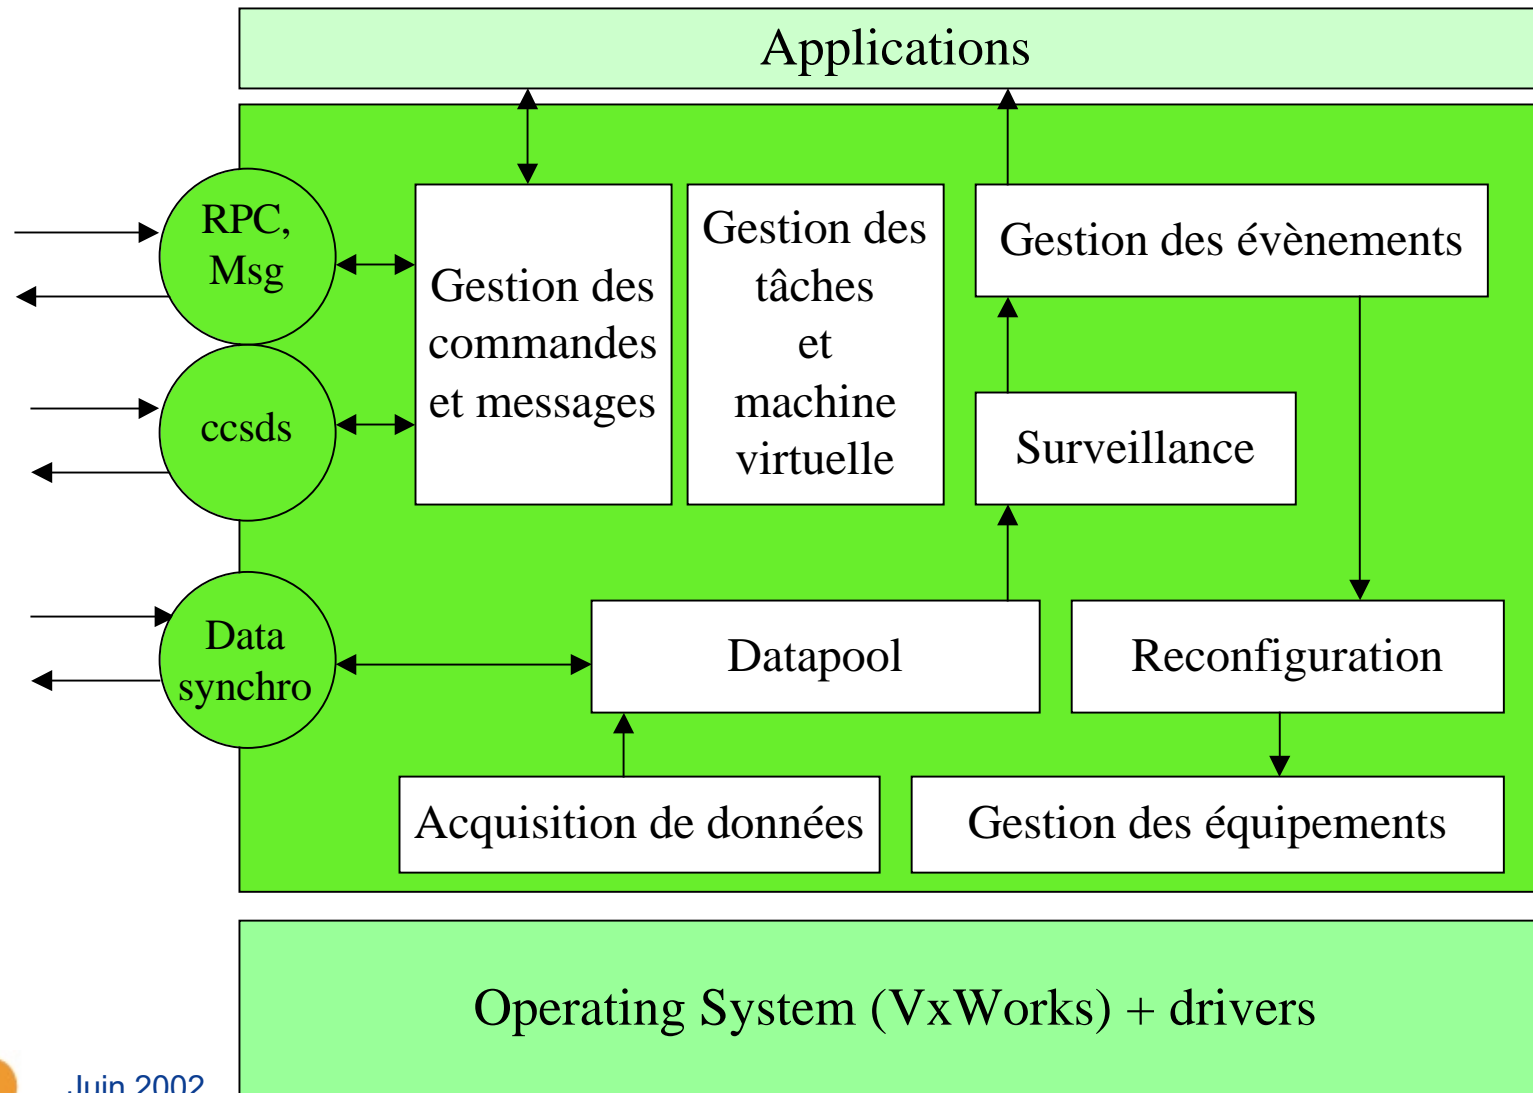 Applications
RPC,
Msg
ccsds
Data
synchro
Gestion des
commandes
et messages
Gestion des
tâches
et
machine
virtuelle
Gestion des évènements
Surveillance
Datapool
Reconfiguration
Acquisition de données
Gestion des équipements
Operating System (VxWorks) + drivers
Juin 2002